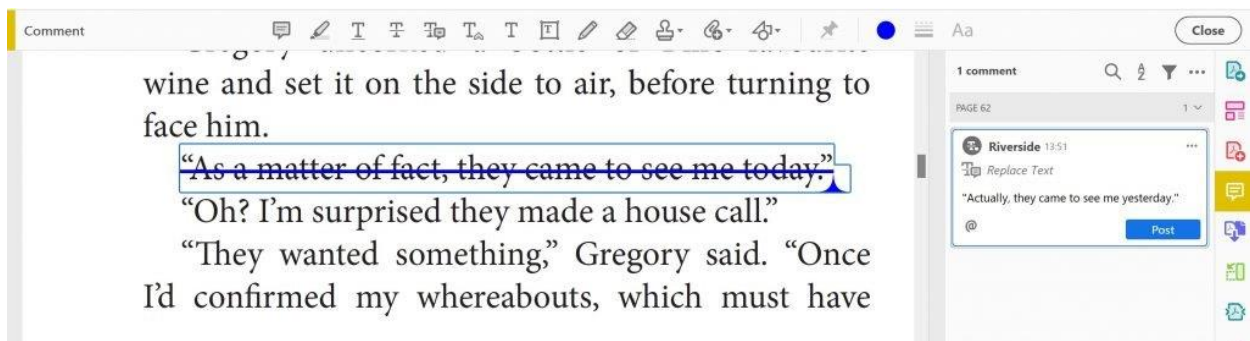 Comment
Aa
Close
wine and set it on the side to air, before turning to
face him.
“As a matter of fact, they came to see me today.”
“Oh? I’m surprised they made a house call.”
“They wanted something,” Gregory said. “Once
I’d confirmed my whereabouts, which must have
1 comment
PAGE 62
1
Riverside 13:51
Replace Text
"Actually, they came to see me yesterday."
@
Post